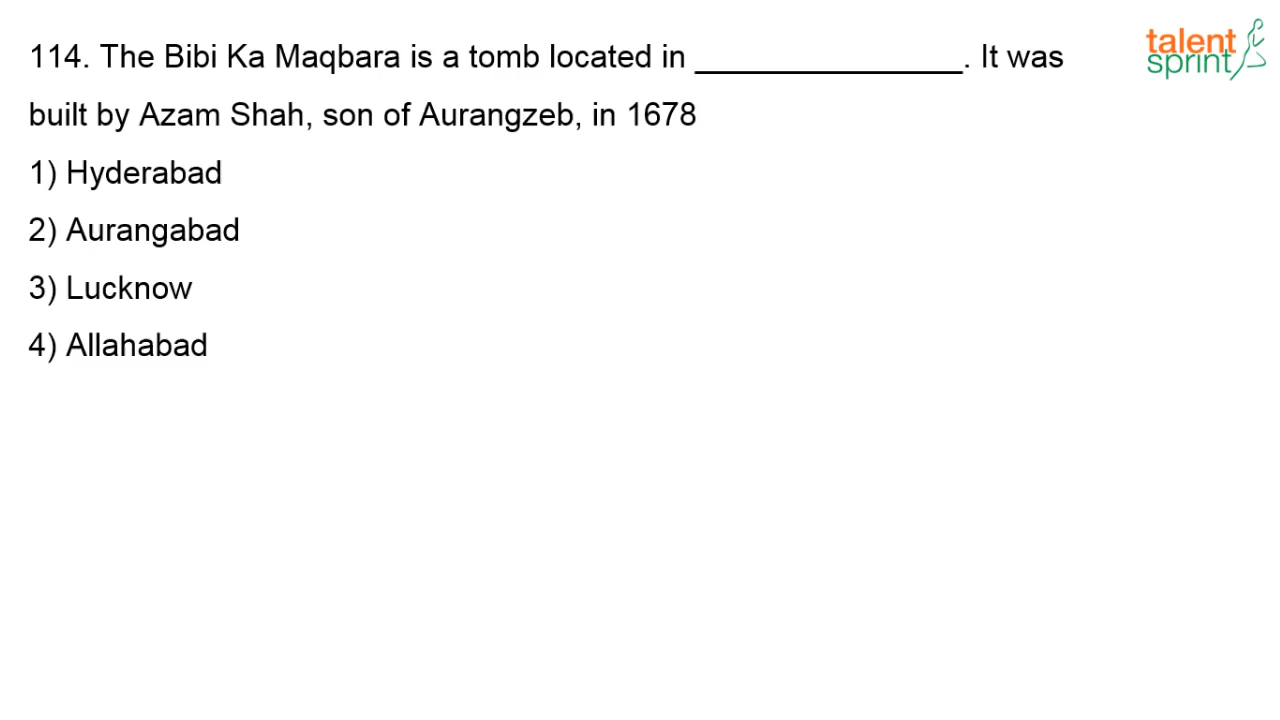 114. The Bibi Ka Maqbara is a tomb located in _______________. It was
built by Azam Shah, son of Aurangzeb, in 1678
1) Hyderabad
2) Aurangabad
3) Lucknow
4) Allahabad
talent
sprint